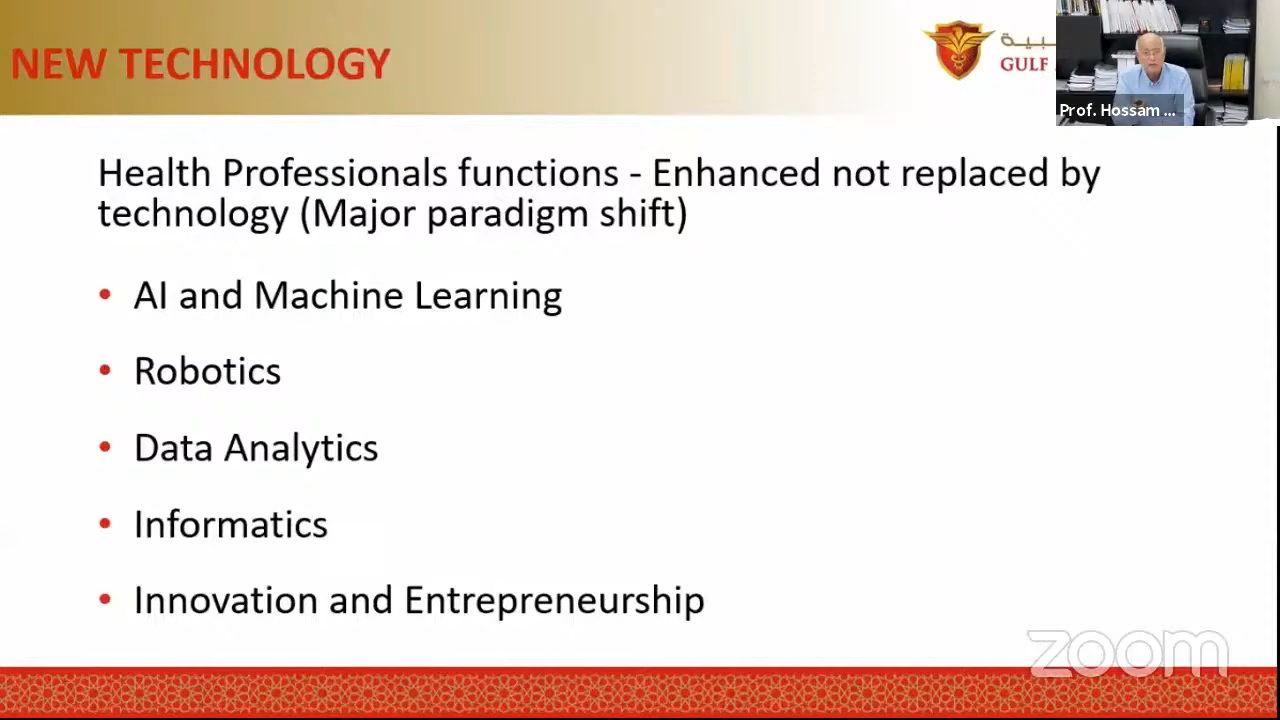 NEW TECHNOLOGY
GULF
Prof. Hossam ...
Health Professionals functions - Enhanced not replaced by
technology (Major paradigm shift)
• AI and Machine Learning
• Robotics
• Data Analytics
• Informatics
• Innovation and Entrepreneurship
zoom